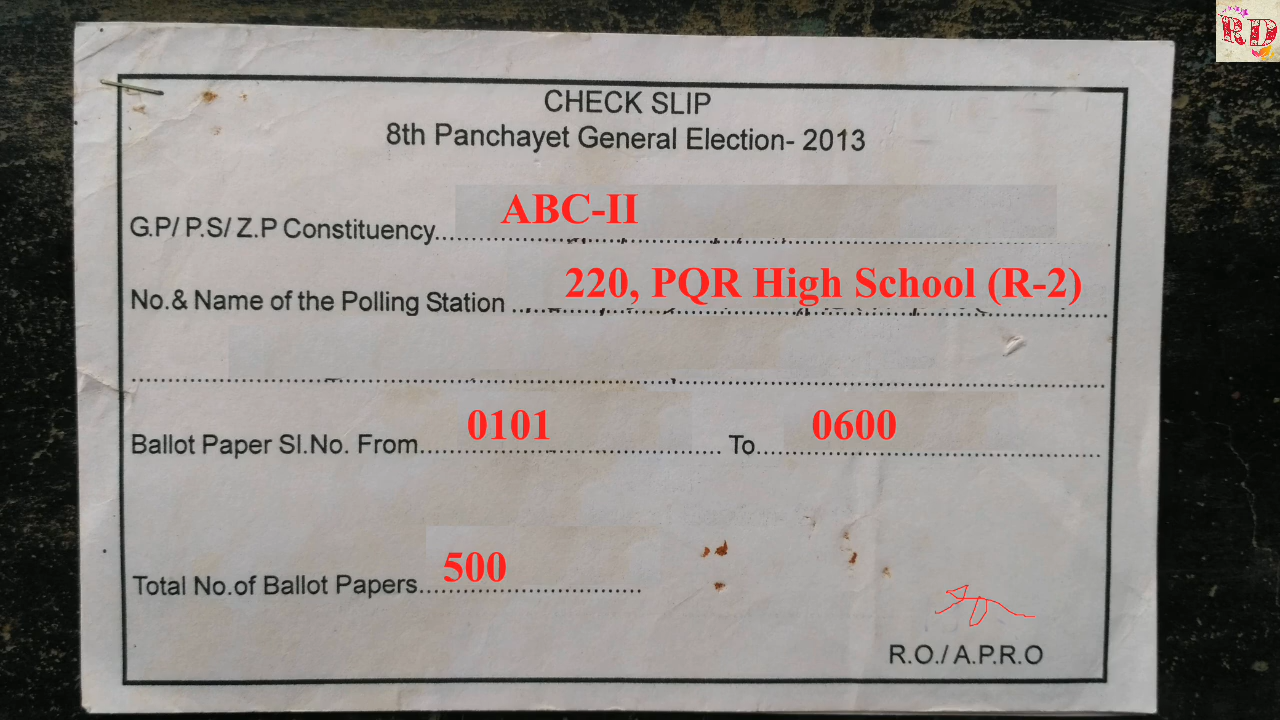 RD
CHECK SLIP
8th Panchayet General Election- 2013
G.P/ P.S/ Z.P Constituency.......... ABC-II
No.& Name of the Polling Station .......... 220, PQR High School (R-2)
Ballot Paper Sl.No. From.......... 0101 To.......... 0600
Total No.of Ballot Papers.......... 500
R.O./ A.P.R.O